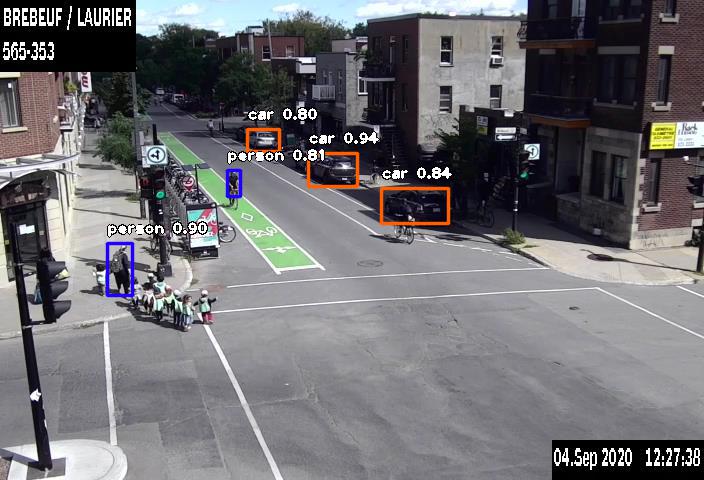 BREBEUF / LAURIER
565-353
car 0.80
car 0.94
person 0.81
car 0.84
person 0.90
04.Sep 2020 12:27:38